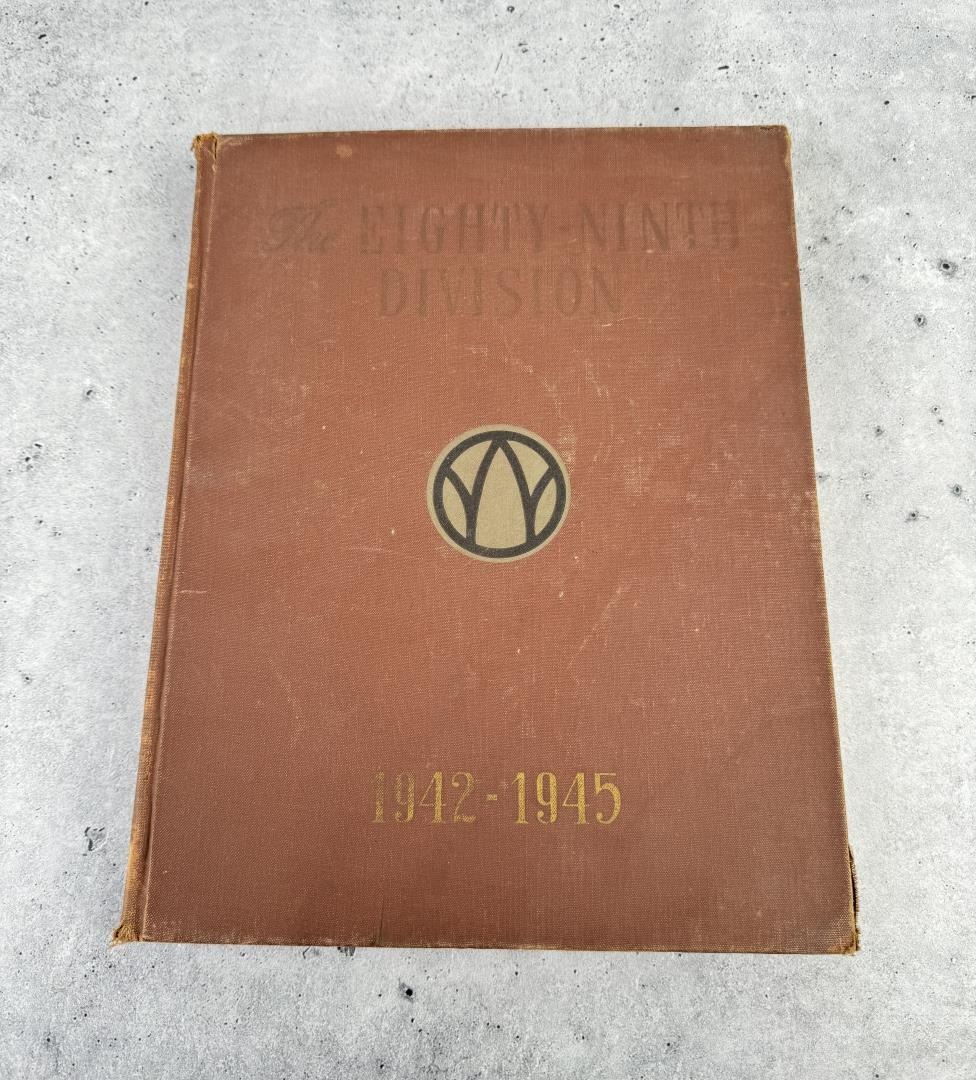 The EIGHTY-NINTH
DIVISION
1942-1945